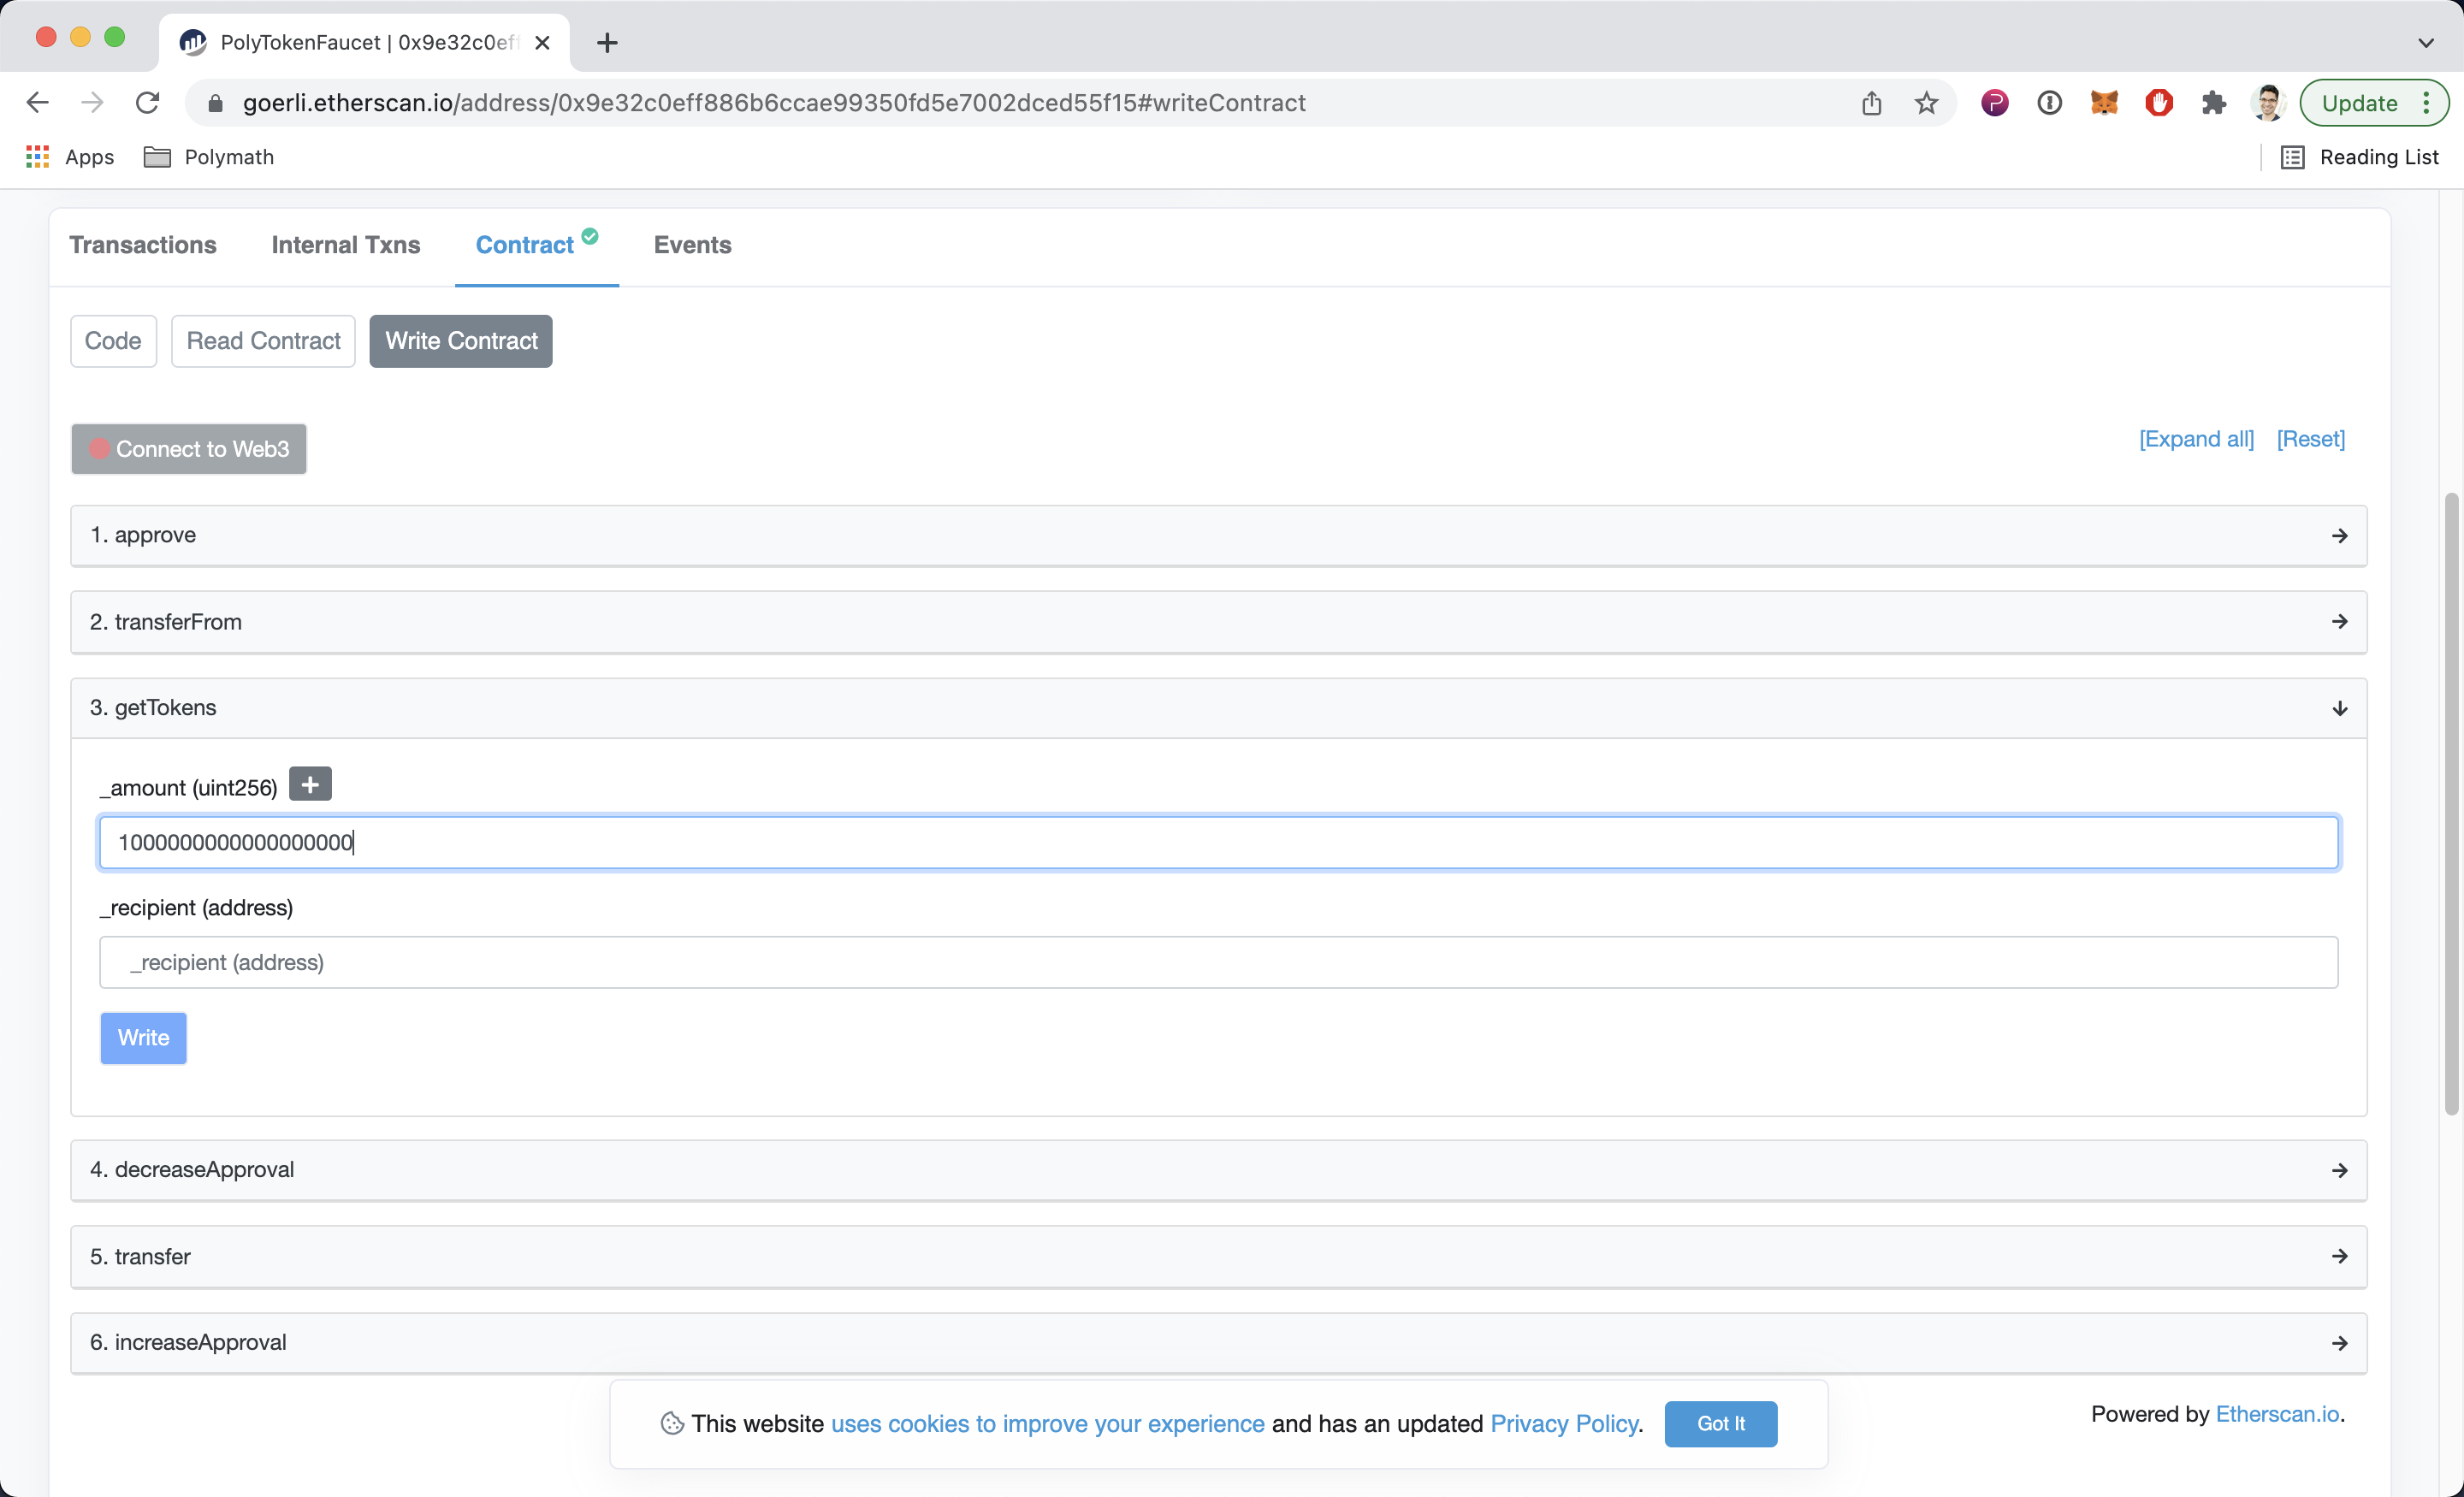 PolyTokenFaucet | 0x9e32c0eff
goerli.etherscan.io/address/0x9e32c0eff886b6ccae99350fd5e7002dced55f15#writeContract
Update
Apps
Polymath
Reading List
Transactions
Internal Txns
Contract
Events
Code
Read Contract
Write Contract
Connect to Web3
[Expand all]
[Reset]
1. approve
2. transferFrom
3. getTokens
_amount (uint256)
1000000000000000000
_recipient (address)
_recipient (address)
Write
4. decreaseApproval
5. transfer
6. increaseApproval
This website uses cookies to improve your experience and has an updated Privacy Policy.
Got It
Powered by Etherscan.io.